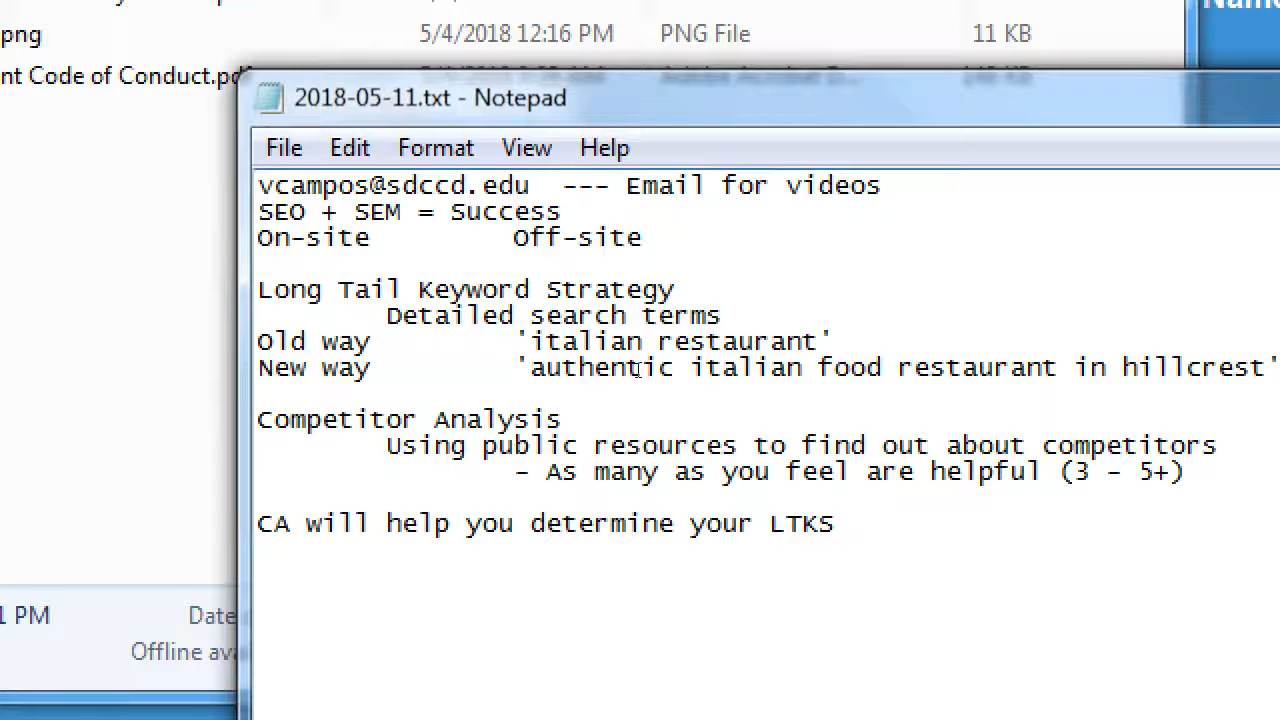 Name
png 5/4/2018 12:16 PM PNG File 11 KB
nt Code of Conduct.pd
2018-05-11.txt - Notepad
File Edit Format View Help
vcampos@sdccd.edu --- Email for videos
SEO + SEM = Success
On-site Off-site
Long Tail Keyword Strategy
Detailed search terms
Old way 'italian restaurant'
New way 'authentic italian food restaurant in hillcrest'
Competitor Analysis
Using public resources to find out about competitors
- As many as you feel are helpful (3 - 5+)
CA will help you determine your LTKS
1 PM Date
Offline ava